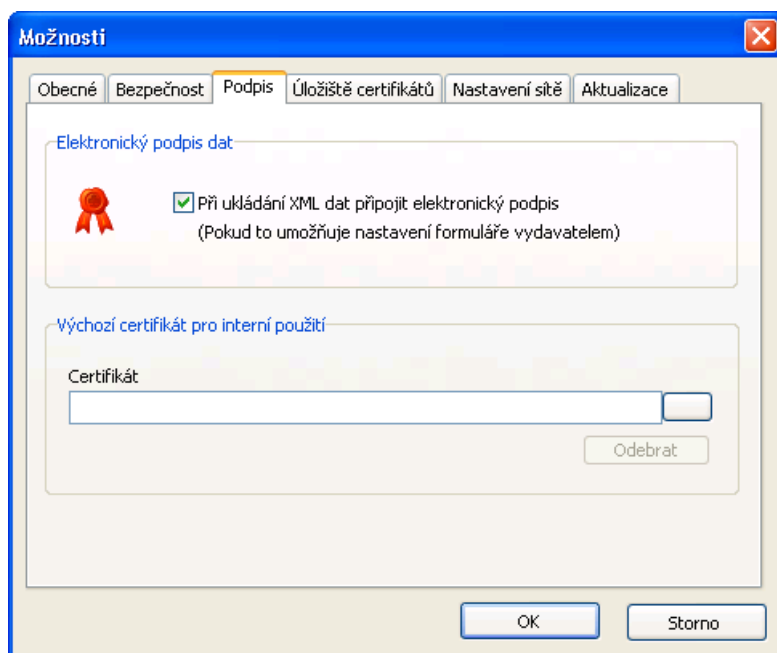 Možnosti
Obecné Bezpečnost Podpis Úložiště certifikátů Nastavení sítě Aktualizace
Elektronický podpis dat
Při ukládání XML dat připojit elektronický podpis
(Pokud to umožňuje nastavení formuláře vydavatelem)
Výchozí certifikát pro interní použití
Certifikát
Odebrat
OK Storno